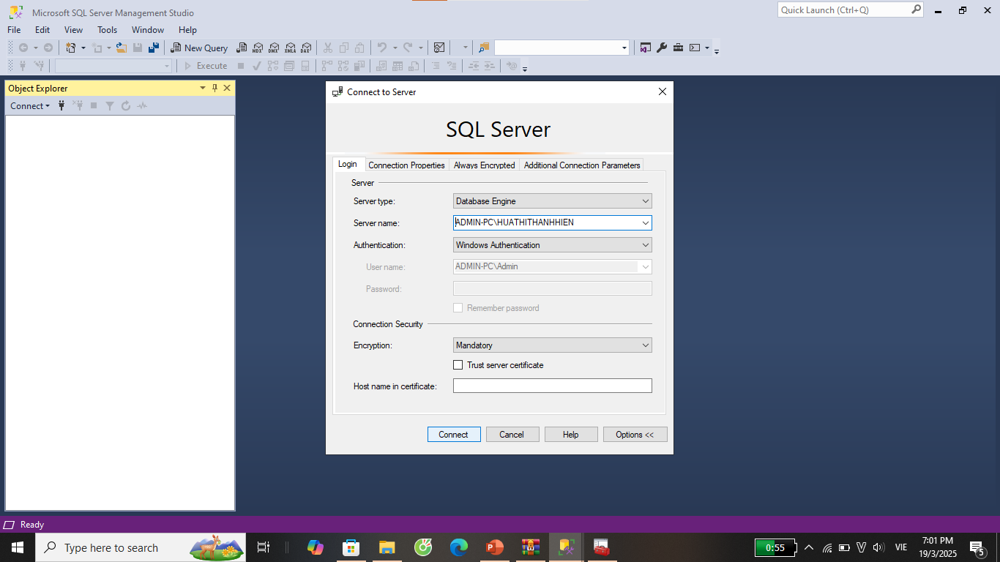 Microsoft SQL Server Management Studio
Quick Launch (Ctrl+Q)
File Edit View Tools Window Help
New Query MDX DMX XMLA DAX
Execute
Object Explorer
Connect
Connect to Server
SQL Server
Login Connection Properties Always Encrypted Additional Connection Parameters
Server
Server type: Database Engine
Server name: ADMIN-PC\HUATHITHANHHIEN
Authentication: Windows Authentication
User name: ADMIN-PC\Admin
Password:
Remember password
Connection Security
Encryption: Mandatory
Trust server certificate
Host name in certificate:
Connect Cancel Help Options <<
Ready
Type here to search
0:55
VIE
7:01 PM
19/3/2025
5